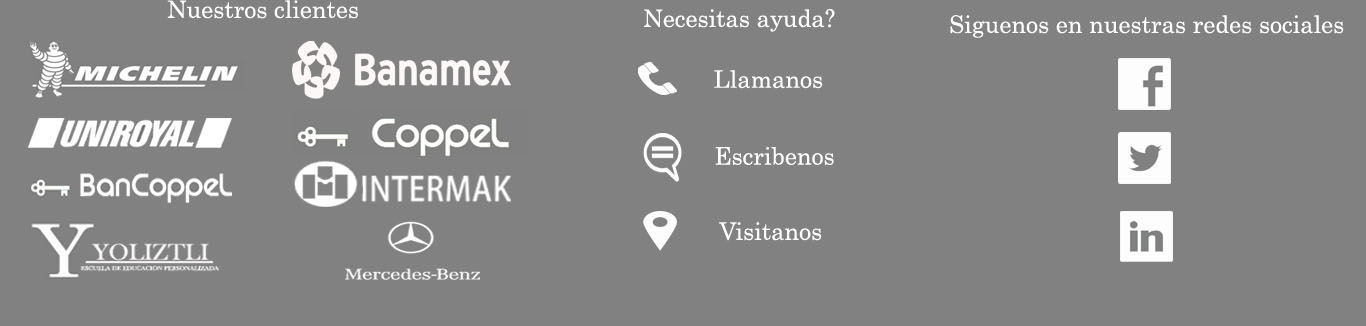 Nuestros clientes
MICHELIN
Banamex
UNIROYAL
Coppel
BanCoppel
INTERMAK
YOLIZTLI
ESCUELA DE EDUCACION PERSONALIZADA
Mercedes-Benz
Necesitas ayuda?
Llamanos
Escribenos
Visitanos
Siguenos en nuestras redes sociales
f
in